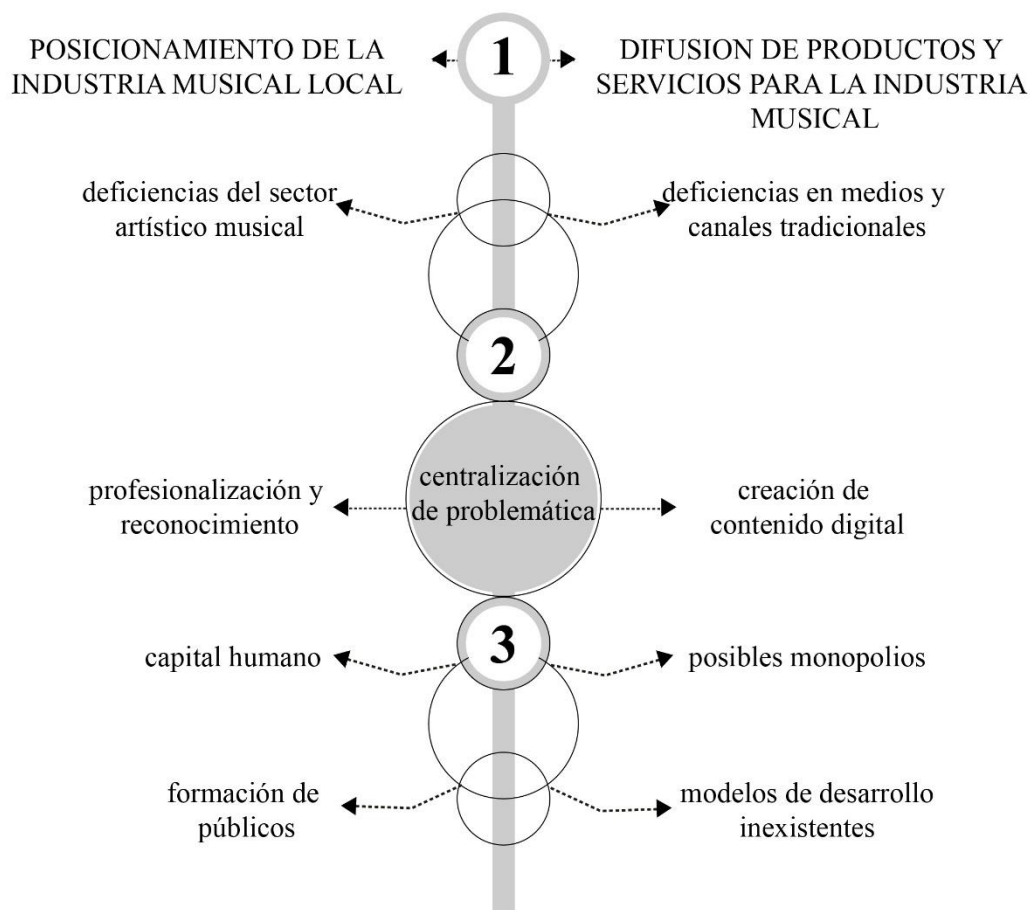 1
POSICIONAMIENTO DE LA
INDUSTRIA MUSICAL LOCAL
DIFUSION DE PRODUCTOS Y
SERVICIOS PARA LA INDUSTRIA
MUSICAL
deficiencias del sector
artístico musical
deficiencias en medios y
canales tradicionales
2
centralización
de problemática
profesionalización y
reconocimiento
creación de
contenido digital
3
capital humano
posibles monopolios
formación de
públicos
modelos de desarrollo
inexistentes